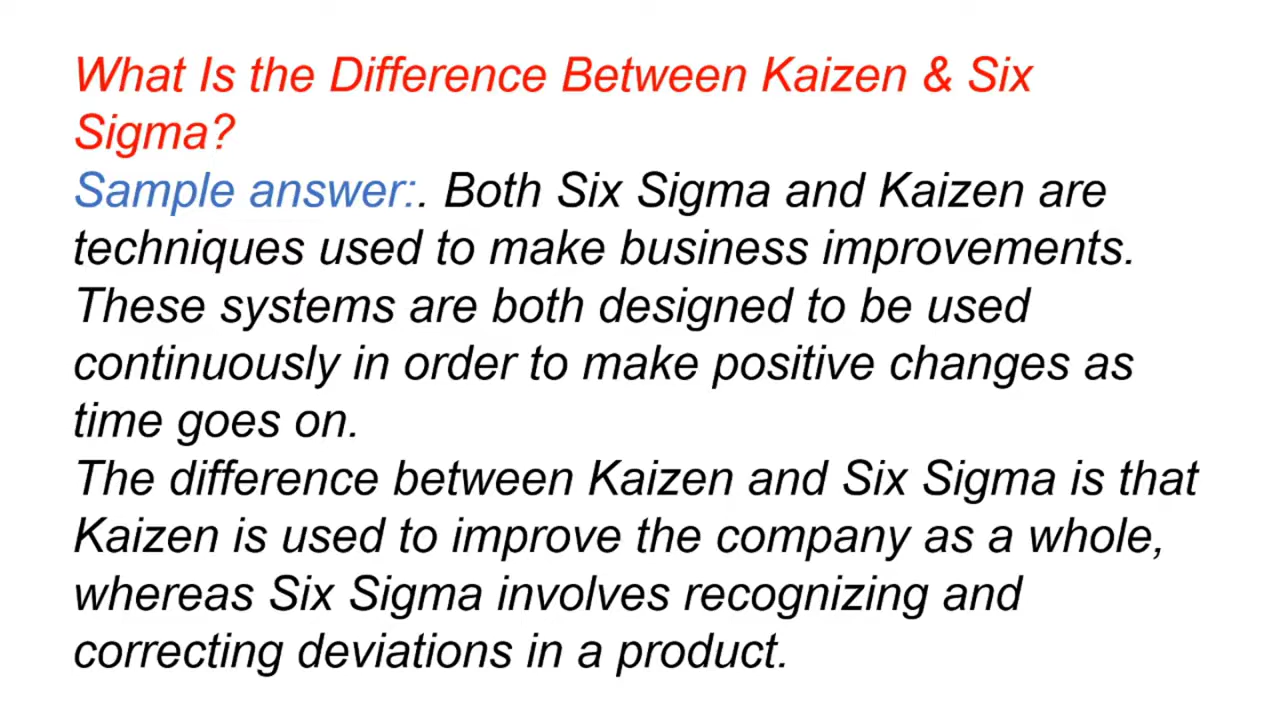 What Is the Difference Between Kaizen & Six
Sigma?
Sample answer:. Both Six Sigma and Kaizen are
techniques used to make business improvements.
These systems are both designed to be used
continuously in order to make positive changes as
time goes on.
The difference between Kaizen and Six Sigma is that
Kaizen is used to improve the company as a whole,
whereas Six Sigma involves recognizing and
correcting deviations in a product.